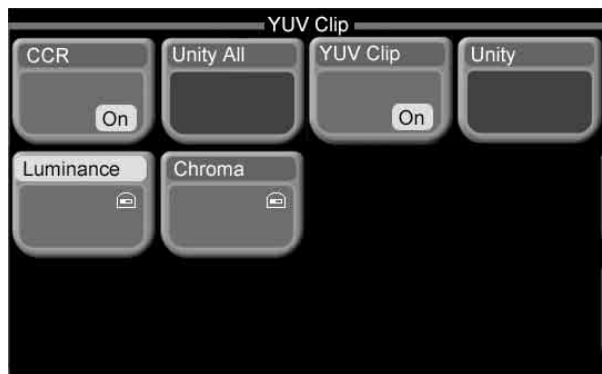 YUV Clip
CCR
Unity All
YUV Clip
Unity
On
On
Luminance
Chroma